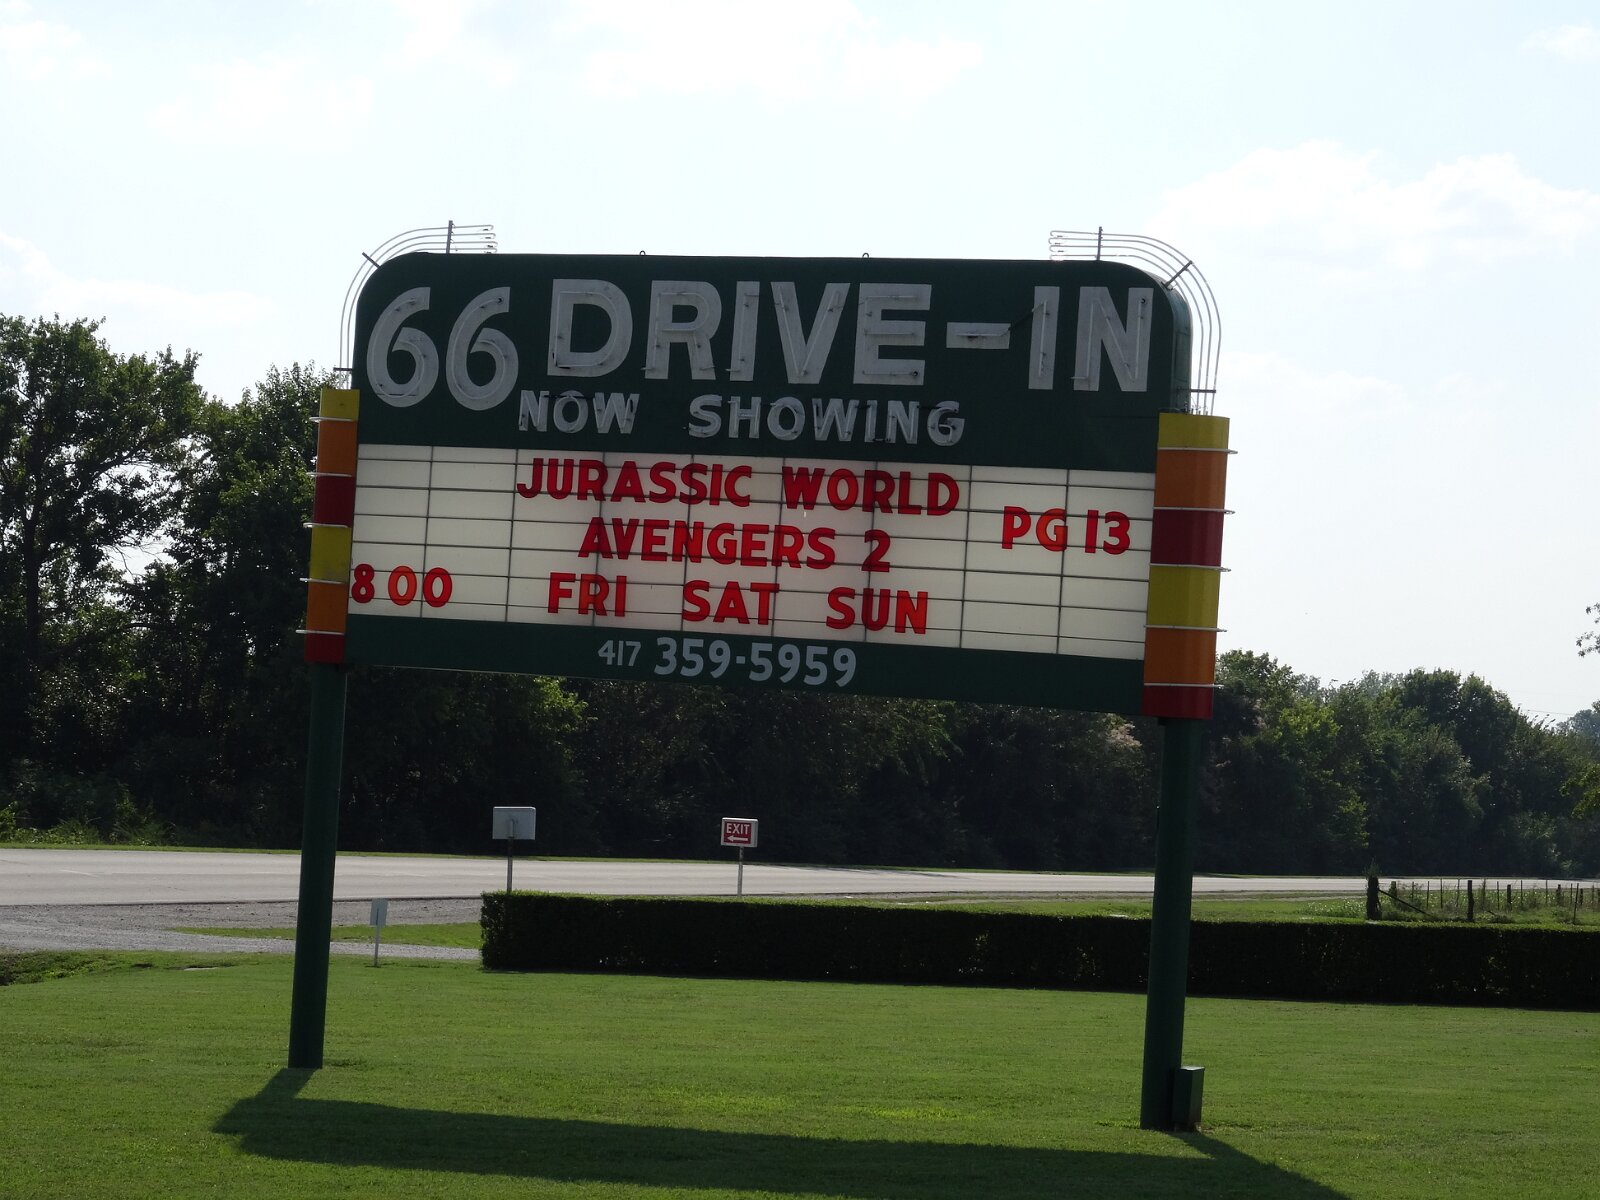 66 DRIVE-IN
NOW SHOWING
JURASSIC WORLD
AVENGERS 2 PG 13
8 00 FRI SAT SUN
417 359-5959
EXIT